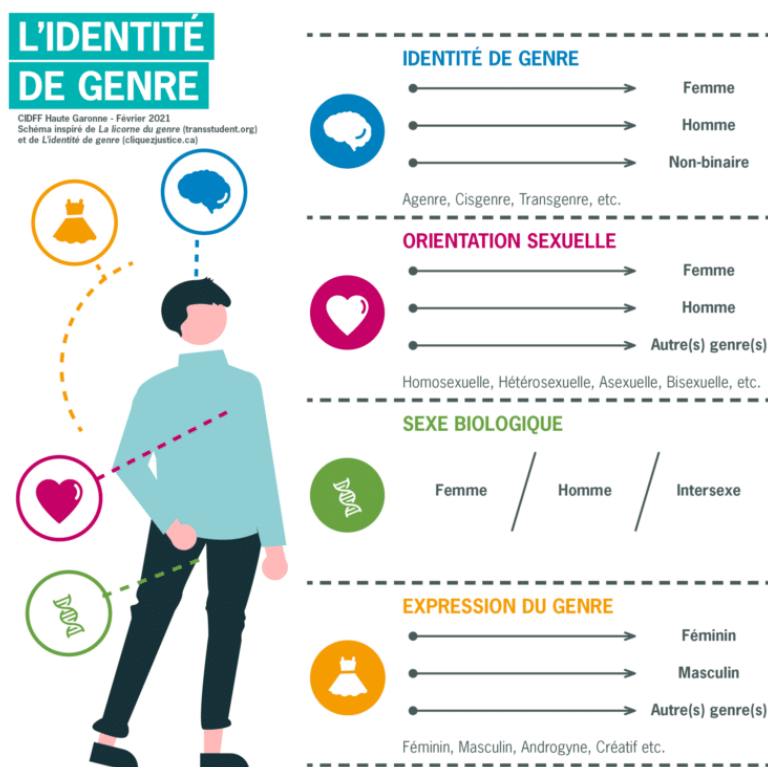 L'IDENTITÉ
DE GENRE
CIDFF Haute Garonne - Février 2021
Schéma inspiré de La licorne du genre (transstudent.org)
et de L'identité de genre (cliquezjustice.ca)
IDENTITÉ DE GENRE
Femme
Homme
Non-binaire
Agenre, Cisgenre, Transgenre, etc.
ORIENTATION SEXUELLE
Femme
Homme
Autre(s) genre(s)
Homosexuelle, Hétérosexuelle, Asexuelle, Bisexuelle, etc.
SEXE BIOLOGIQUE
Femme / Homme / Intersexe
EXPRESSION DU GENRE
Féminin
Masculin
Autre(s) genre(s)
Féminin, Masculin, Androgyne, Créatif etc.